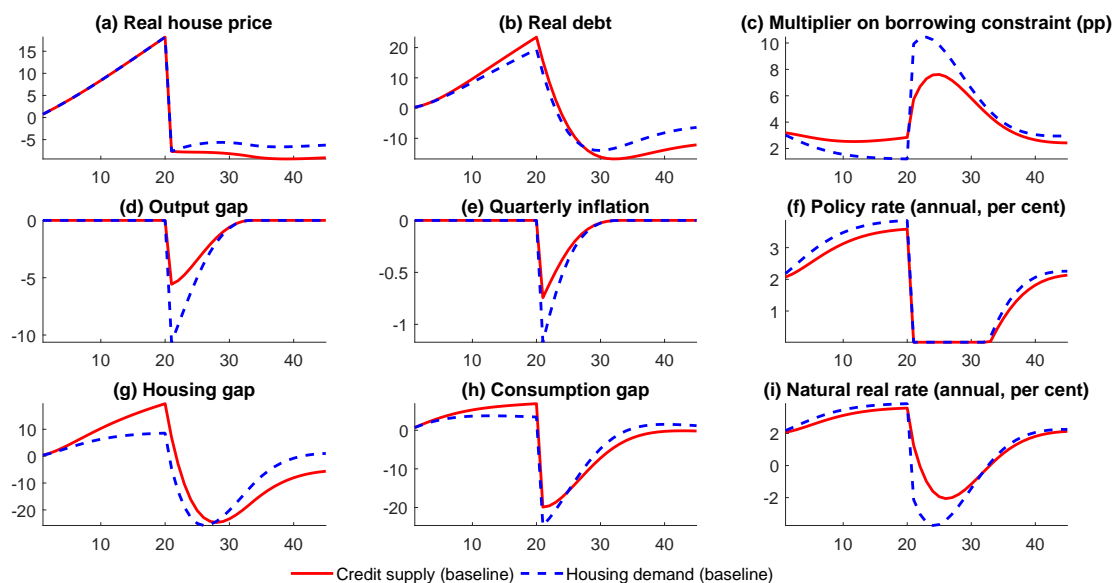 (a) Real house price
15
10
5
0
-5
10 20 30 40
(b) Real debt
20
10
0
-10
10 20 30 40
(c) Multiplier on borrowing constraint (pp)
10
8
6
4
2
10 20 30 40
(d) Output gap
0
-5
-10
10 20 30 40
(e) Quarterly inflation
0
-0.5
-1
10 20 30 40
(f) Policy rate (annual, per cent)
3
2
1
10 20 30 40
(g) Housing gap
10
0
-10
-20
10 20 30 40
(h) Consumption gap
0
-10
-20
10 20 30 40
(i) Natural real rate (annual, per cent)
2
0
-2
10 20 30 40
Credit supply (baseline) Housing demand (baseline)